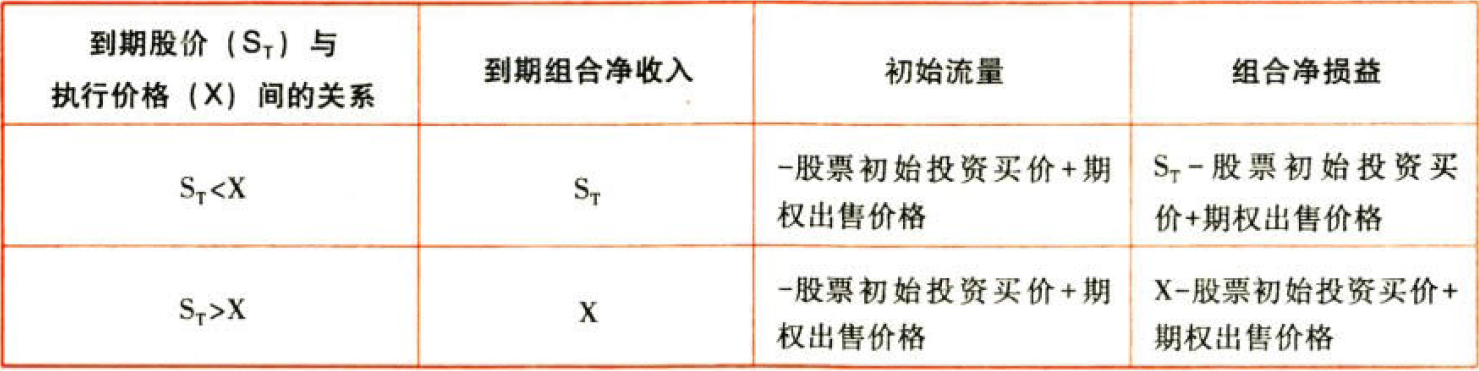 到期股价（S_T）与
执行价格（X）间的关系
到期组合净收入
初始流量
组合净损益
S_T<X
S_T
-股票初始投资买价+期
权出售价格
S_T-股票初始投资买
价+期权出售价格
S_T>X
X
-股票初始投资买价+期
权出售价格
X-股票初始投资买价+
期权出售价格